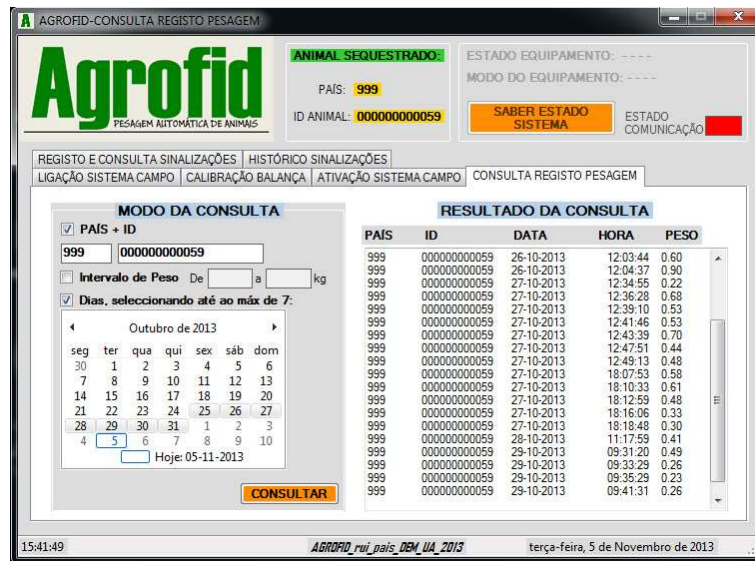 AGROFID-CONSULTA REGISTO PESAGEM
Agrofid
PESAGEM AUTOMÁTICA DE ANIMAIS
ANIMAL SEQUESTRADO:
PAÍS: 999
ID ANIMAL: 000000000059
ESTADO EQUIPAMENTO: ----
MODO DO EQUIPAMENTO: ----
SABER ESTADO
SISTEMA
ESTADO
COMUNICAÇÃO
REGISTO E CONSULTA SINALIZAÇÕES HISTÓRICO SINALIZAÇÕES
LIGAÇÃO SISTEMA CAMPO CALIBRAÇÃO BALANÇA ATIVAÇÃO SISTEMA CAMPO CONSULTA REGISTO PESAGEM
MODO DA CONSULTA
PAÍS + ID
999 000000000059
Intervalo de Peso De a kg
Dias, seleccionando até ao máx de 7:
Outubro de 2013
seg ter qua qui sex sáb dom
30 1 2 3 4 5 6
7 8 9 10 11 12 13
14 15 16 17 18 19 20
21 22 23 24 25 26 27
28 29 30 31 1 2 3
4 5 6 7 8 9 10
Hoje: 05-11-2013
CONSULTAR
RESULTADO DA CONSULTA
PAÍS ID DATA HORA PESO
999 000000000059 26-10-2013 12:03:44 0.60
999 000000000059 26-10-2013 12:04:37 0.90
999 000000000059 27-10-2013 12:34:55 0.22
999 000000000059 27-10-2013 12:36:28 0.68
999 000000000059 27-10-2013 12:39:10 0.53
999 000000000059 27-10-2013 12:41:46 0.53
999 000000000059 27-10-2013 12:43:39 0.70
999 000000000059 27-10-2013 12:47:51 0.44
999 000000000059 27-10-2013 12:49:13 0.48
999 000000000059 27-10-2013 18:07:53 0.58
999 000000000059 27-10-2013 18:10:33 0.61
999 000000000059 27-10-2013 18:12:59 0.48
999 000000000059 27-10-2013 18:16:06 0.33
999 000000000059 27-10-2013 18:18:48 0.30
999 000000000059 28-10-2013 11:17:59 0.41
999 000000000059 29-10-2013 09:31:20 0.49
999 000000000059 29-10-2013 09:33:29 0.26
999 000000000059 29-10-2013 09:35:29 0.23
999 000000000059 29-10-2013 09:41:31 0.26
15:41:49 AGROFID_rui_pais_DEM_UA_2013 terça-feira, 5 de Novembro de 2013